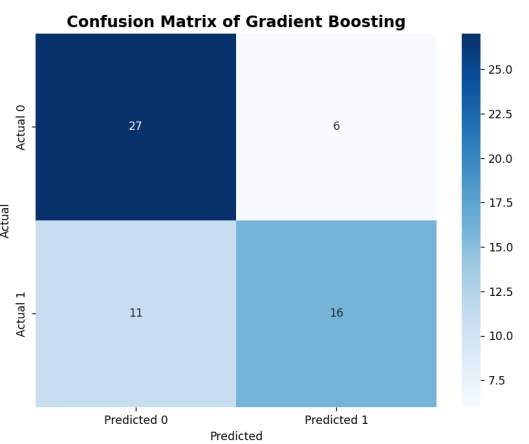 Confusion Matrix of Gradient Boosting
Actual
Actual 0
27
6
Actual 1
11
16
Predicted 0
Predicted 1
Predicted
25.0
22.5
20.0
17.5
15.0
12.5
10.0
7.5